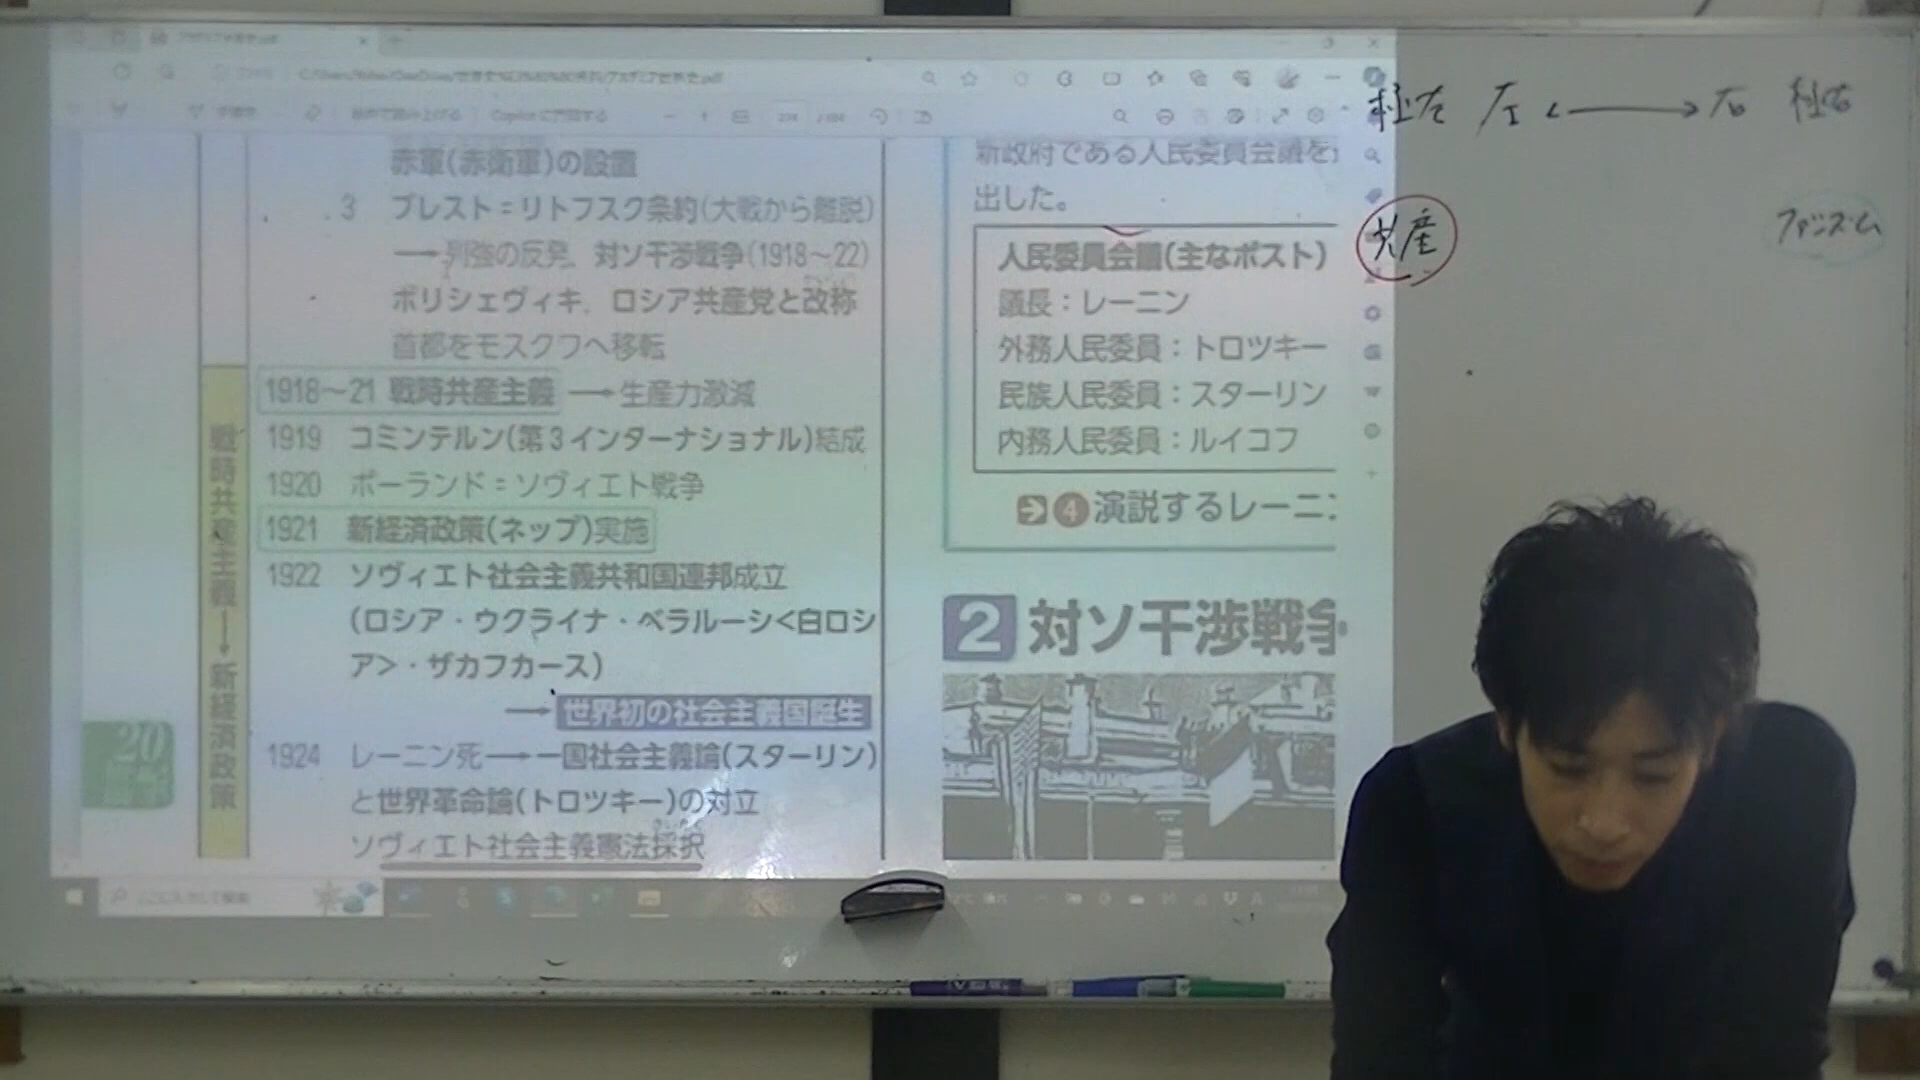 赤軍(赤衛軍)の設置
3 ブレスト=リトフスク条約(大戦から離脱)
→列強の反発、対ソ干渉戦争(1918〜22)
ボリシェヴィキ、ロシア共産党と改称
首都をモスクワへ移転
1918〜21 戦時共産主義 → 生産力激減
1919 コミンテルン(第3インターナショナル)結成
1920 ポーランド=ソヴィエト戦争
1921 新経済政策(ネップ)実施
1922 ソヴィエト社会主義共和国連邦成立
(ロシア・ウクライナ・ベラルーシ<白ロシ
ア>・ザカフカース)
→世界初の社会主義国誕生
1924 レーニン死→一国社会主義論(スターリン)
と世界革命論(トロツキー)の対立
ソヴィエト社会主義憲法採択
戦時共産主義→新経済政策
20
新政府である人民委員会議を
出した。
人民委員会議(主なポスト)
議長:レーニン
外務人民委員:トロツキー
民族人民委員:スターリン
内務人民委員:ルイコフ
4 演説するレーニン
2 対ソ干渉戦争
ここに入力して検索
極左 左 ←→ 右 極右
共産
ファシズム